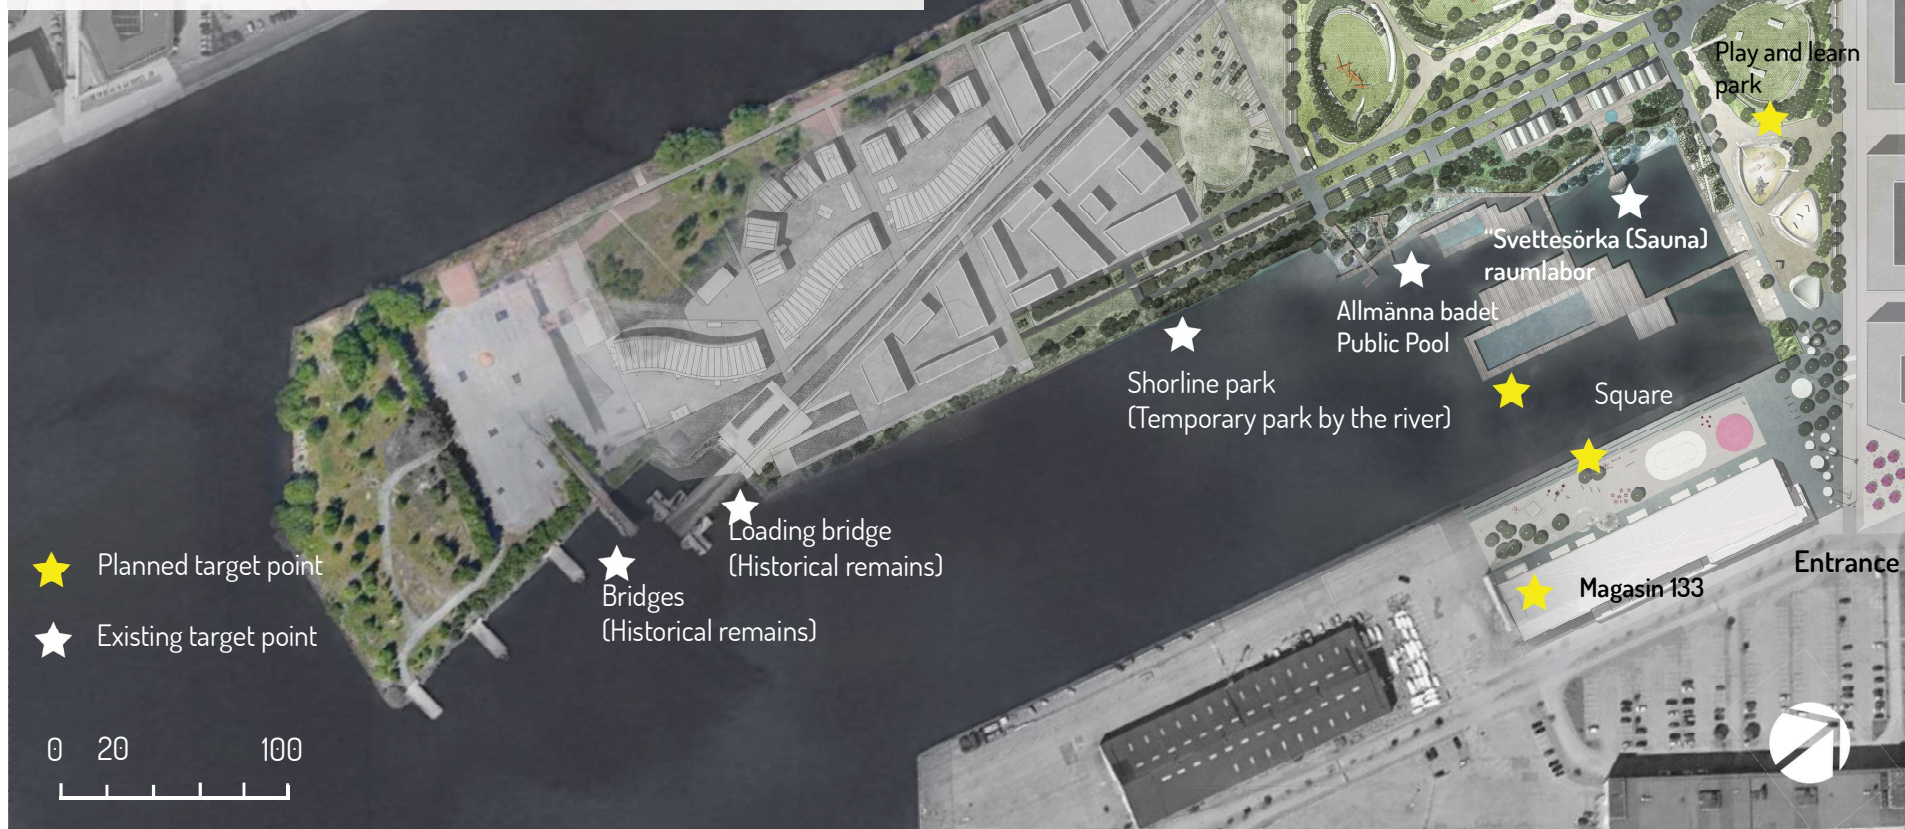 Play and learn
park
“Svettesörka (Sauna)
raumlabor
Allmänna badet
Public Pool
Shorline park
(Temporary park by the river)
Square
Loading bridge
(Historical remains)
Bridges
(Historical remains)
Entrance
Magasin 133
Planned target point
Existing target point
0 20 100